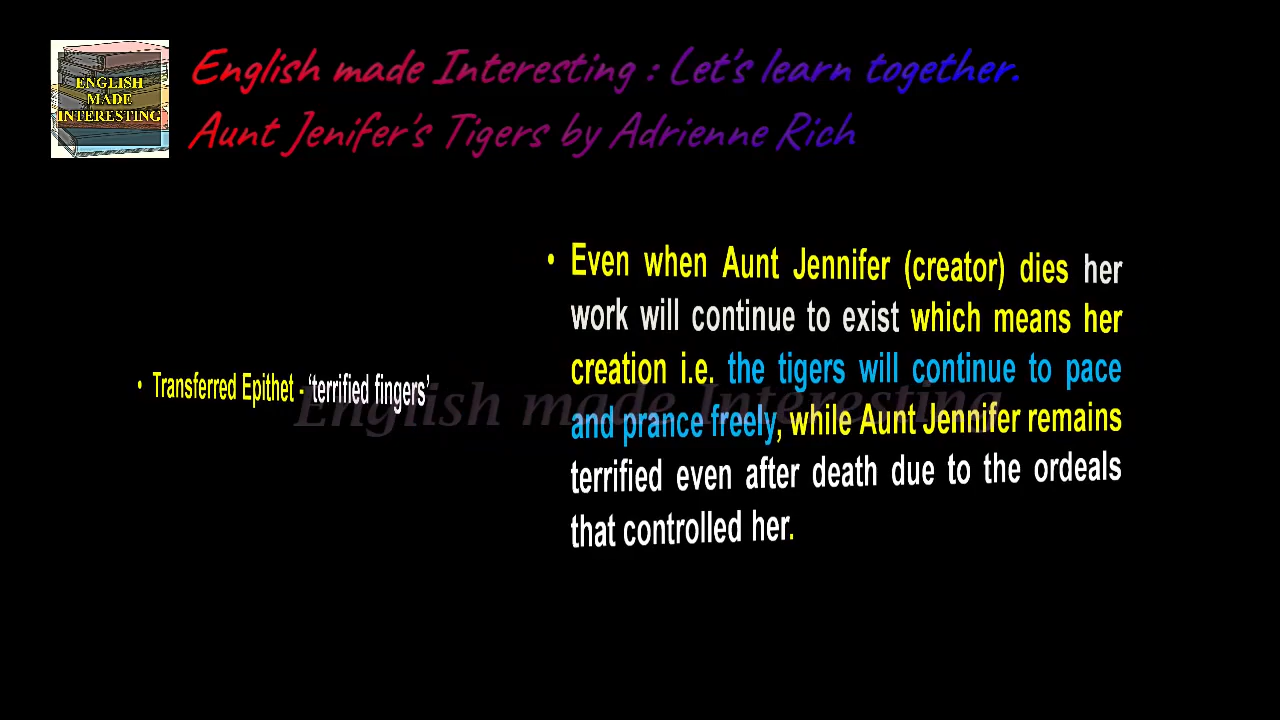 ENGLISH
MADE
INTERESTING
English made Interesting : Let's learn together.
Aunt Jenifer's Tigers by Adrienne Rich
• Transferred Epithet - ‘terrified fingers’
• Even when Aunt Jennifer (creator) dies her
work will continue to exist which means her
creation i.e. the tigers will continue to pace
and prance freely, while Aunt Jennifer remains
terrified even after death due to the ordeals
that controlled her.
English made Interesting